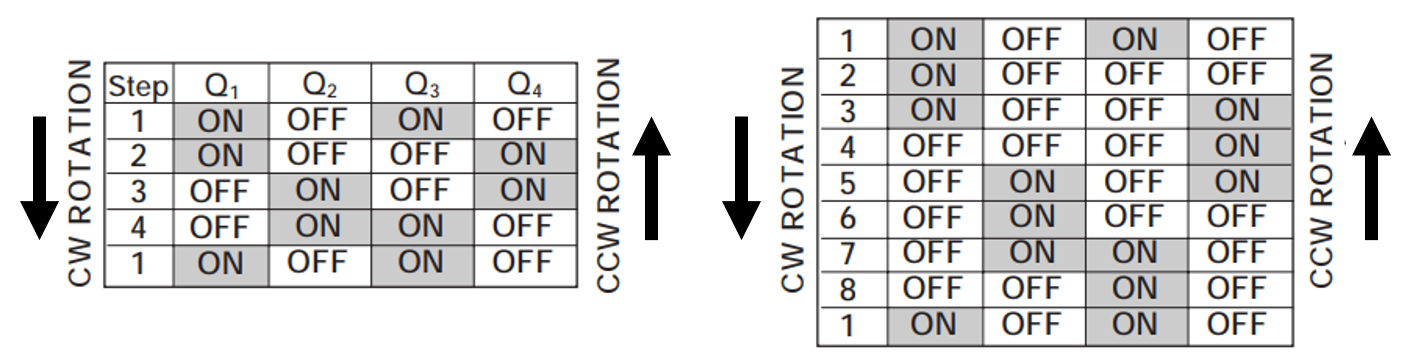 CW ROTATION
Step Q₁ Q₂ Q₃ Q₄
1 ON OFF ON OFF
2 ON OFF OFF ON
3 OFF ON OFF ON
4 OFF ON ON OFF
1 ON OFF ON OFF
CCW ROTATION
CW ROTATION
1 ON OFF ON OFF
2 ON OFF OFF OFF
3 ON OFF OFF ON
4 OFF OFF OFF ON
5 OFF ON OFF ON
6 OFF ON OFF OFF
7 OFF ON ON OFF
8 OFF OFF ON OFF
1 ON OFF ON OFF
CCW ROTATION